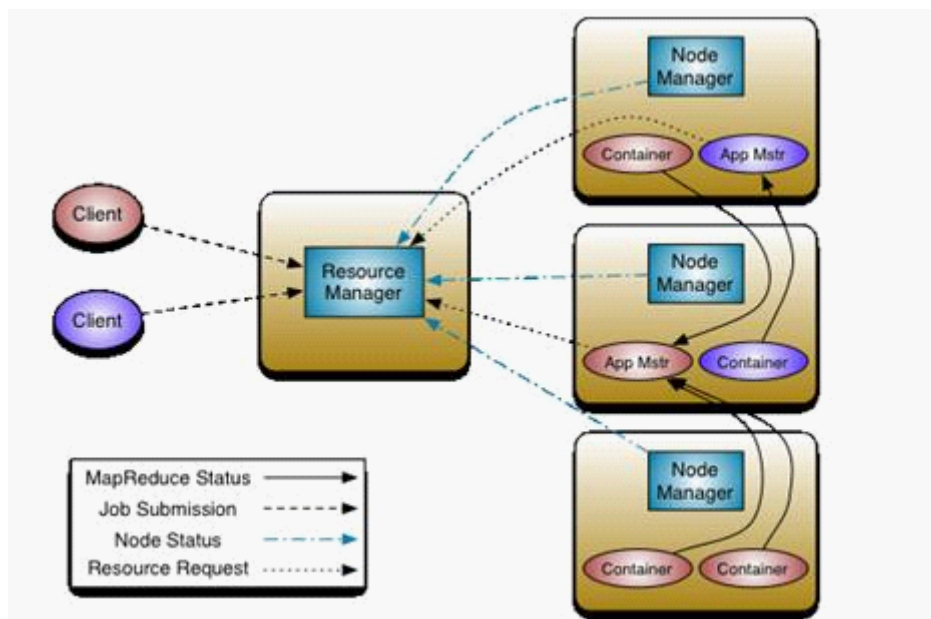 Client
Client
Resource
Manager
Node
Manager
Container
App Mstr
Node
Manager
App Mstr
Container
Node
Manager
Container
Container
MapReduce Status
Job Submission
Node Status
Resource Request